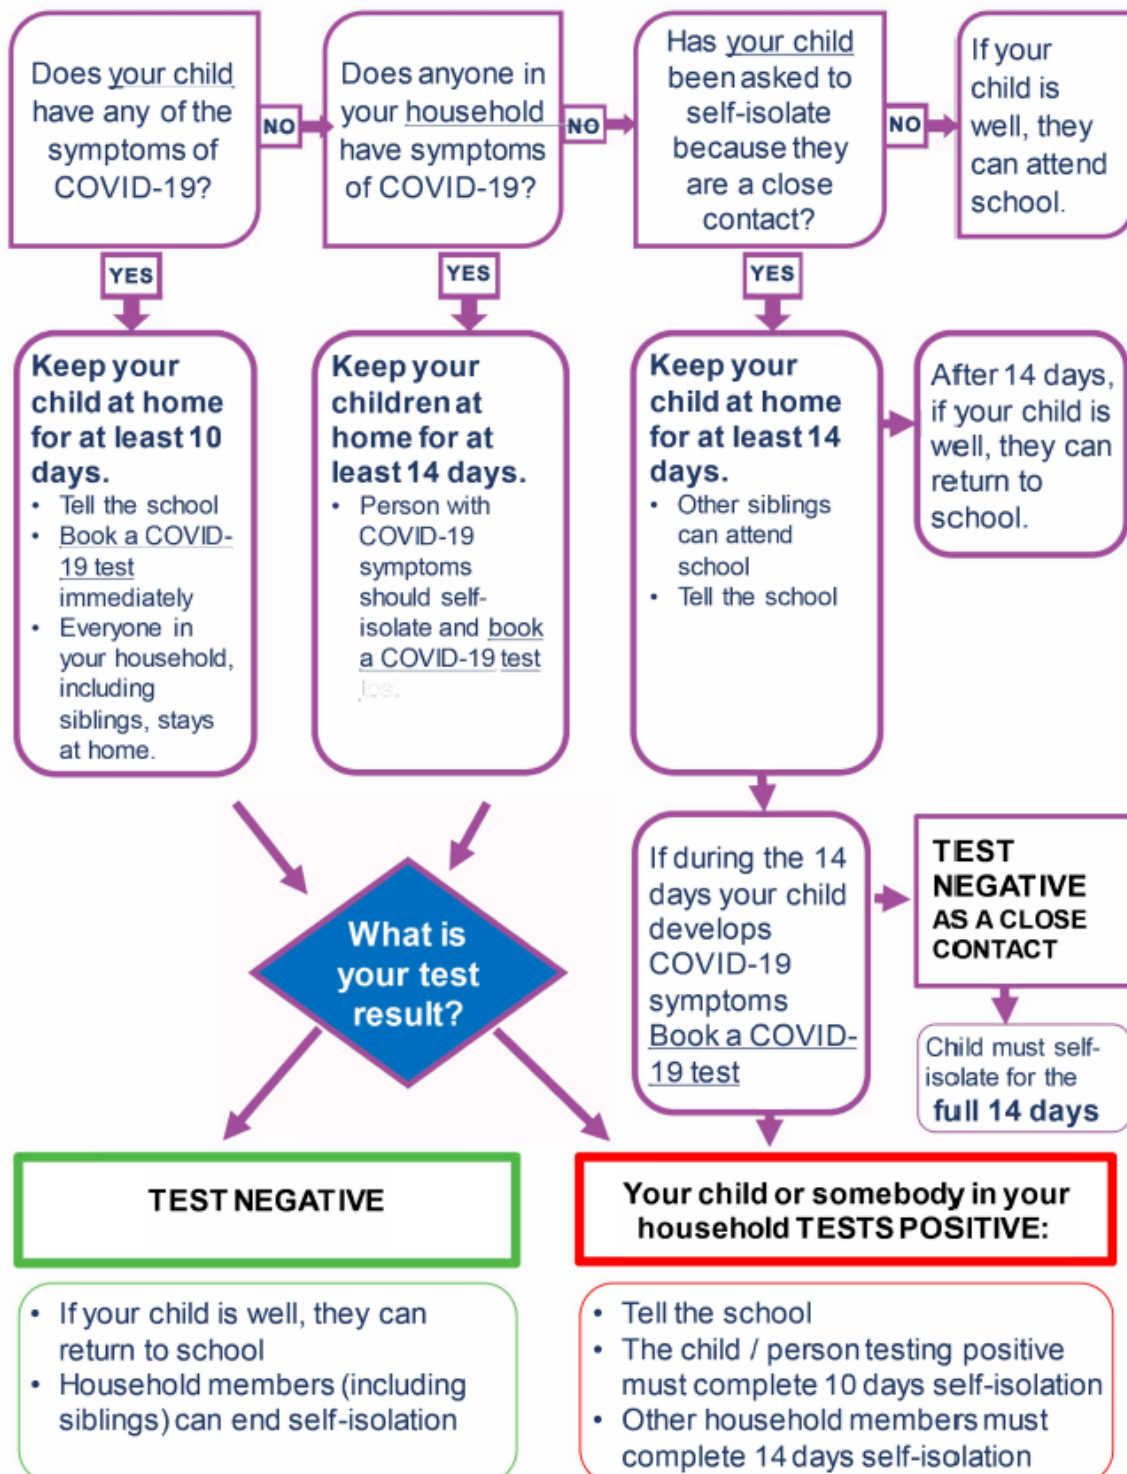 Does your child
have any of the
symptoms of
COVID-19?
NO
Does anyone in
your household
have symptoms
of COVID-19?
NO
Has your child
been asked to
self-isolate
because they
are a close
contact?
NO
If your
child is
well, they
can attend
school.
YES
YES
YES
Keep your
child at home
for at least 10
days.
• Tell the school
• Book a COVID-
19 test
immediately
• Everyone in
your household,
including
siblings, stays
at home.
Keep your
children at
home for at
least 14 days.
• Person with
COVID-19
symptoms
should self-
isolate and book
a COVID-19 test
Keep your
child at home
for at least 14
days.
• Other siblings
can attend
school
• Tell the school
After 14 days,
if your child is
well, they can
return to
school.
What is
your test
result?
If during the 14
days your child
develops
COVID-19
symptoms
Book a COVID-
19 test
TEST
NEGATIVE
AS A CLOSE
CONTACT
Child must self-
isolate for the
full 14 days
TEST NEGATIVE
• If your child is well, they can
return to school
• Household members (including
siblings) can end self-isolation
Your child or somebody in your
household TESTS POSITIVE:
• Tell the school
• The child / person testing positive
must complete 10 days self-isolation
• Other household members must
complete 14 days self-isolation